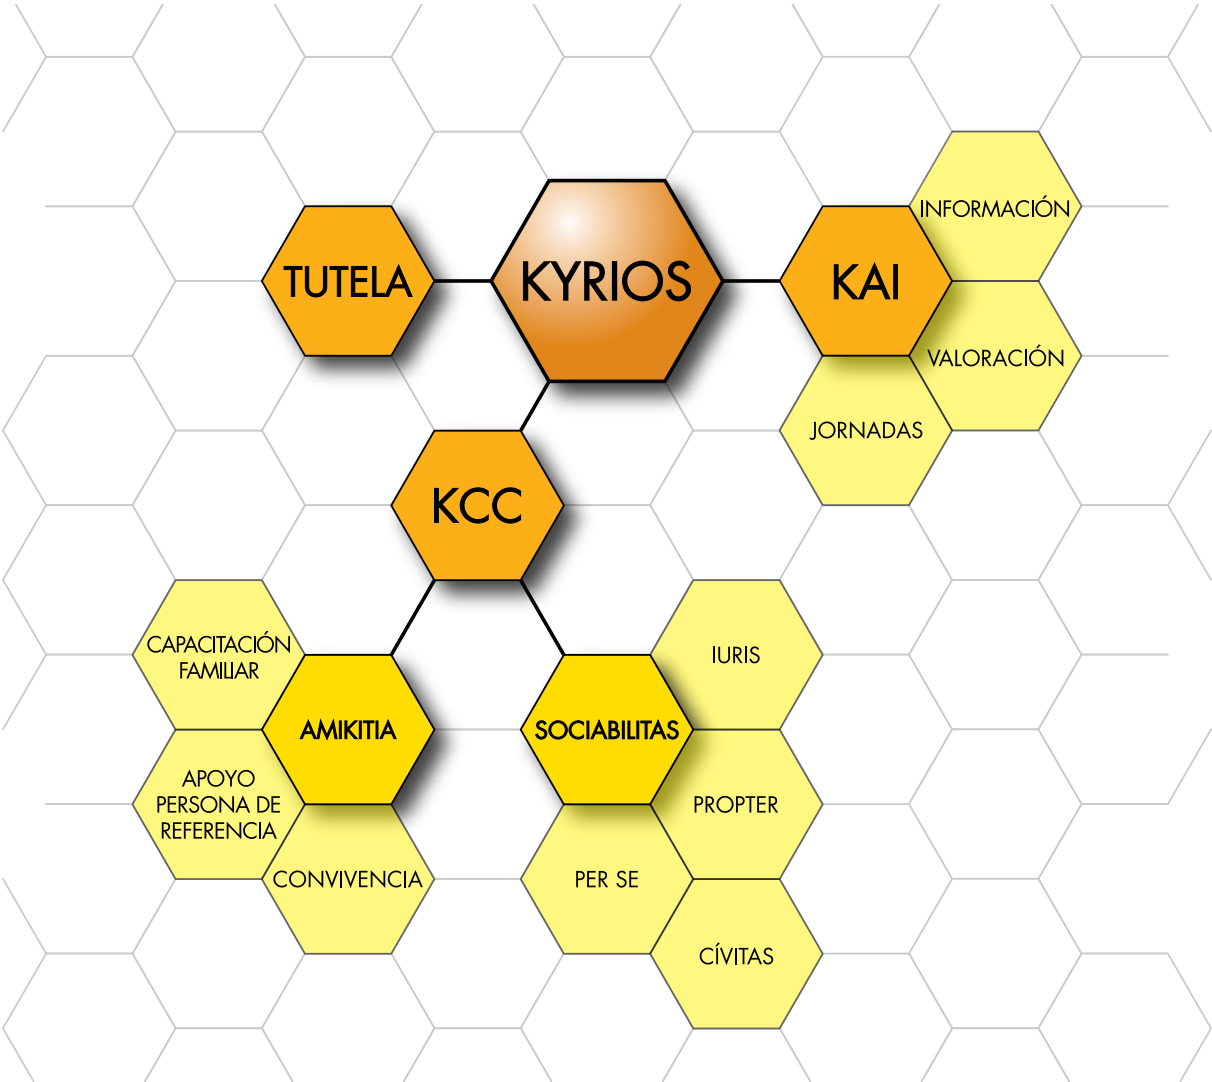 INFORMACIÓN
TUTELA
KYRIOS
KAI
VALORACIÓN
JORNADAS
KCC
CAPACITACIÓN
FAMILIAR
IURIS
AMIKITIA
SOCIABILITAS
APOYO
PERSONA DE
REFERENCIA
PROPTER
CONVIVENCIA
PER SE
CÍVITAS